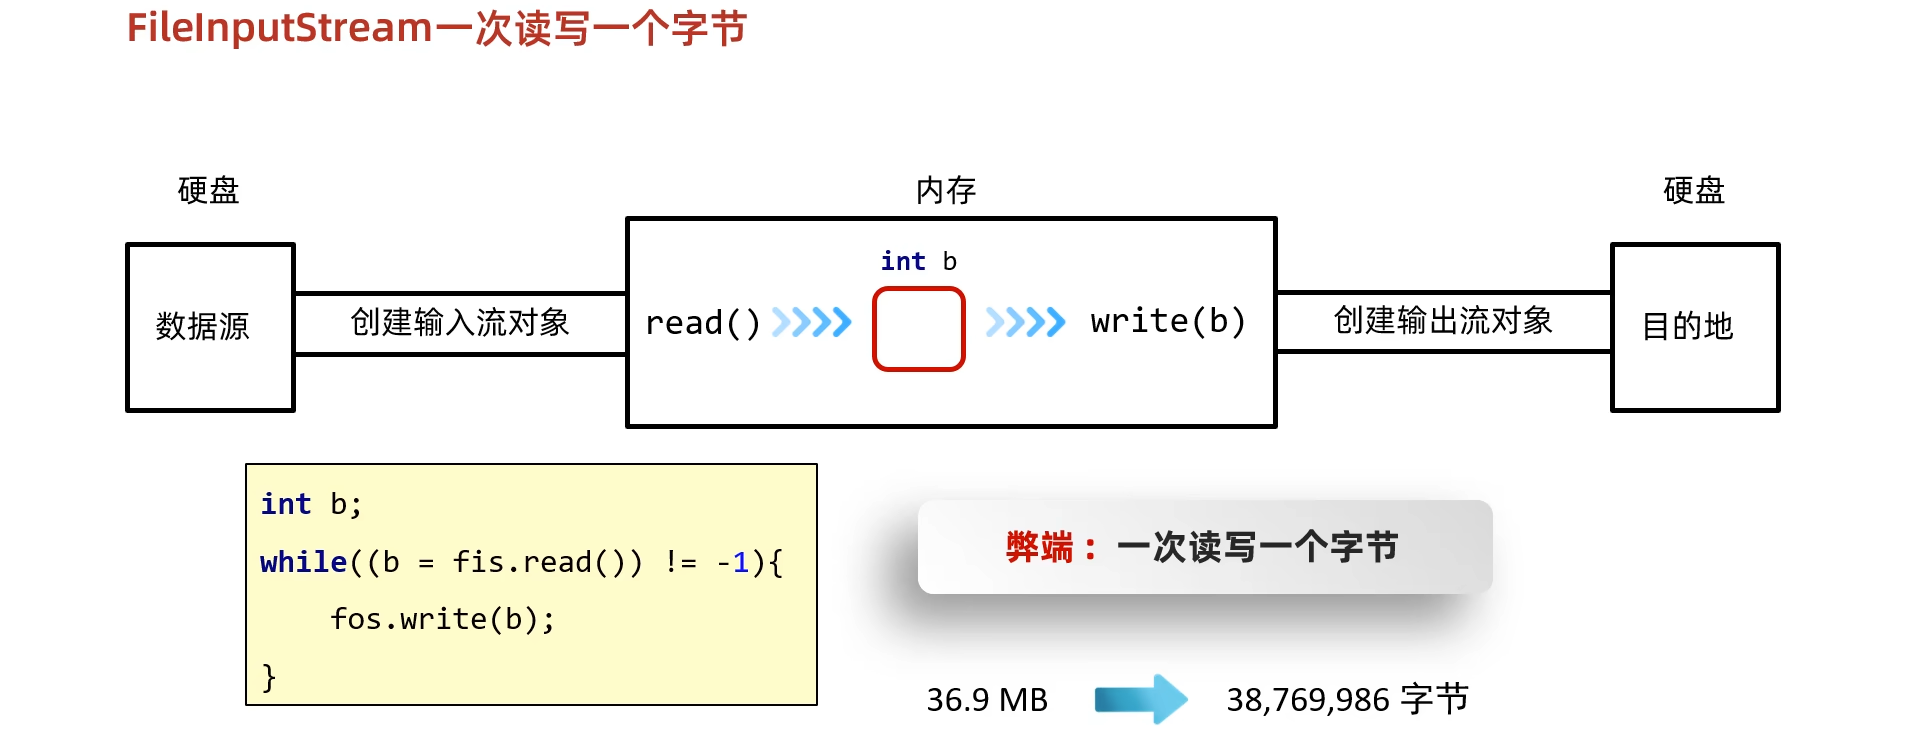 FileInputStream一次读写一个字节
硬盘
内存
硬盘
int b
数据源
创建输入流对象
read()
write(b)
创建输出流对象
目的地
int b;
while((b = fis.read()) != -1){
    fos.write(b);
}
弊端：一次读写一个字节
36.9 MB
38,769,986 字节